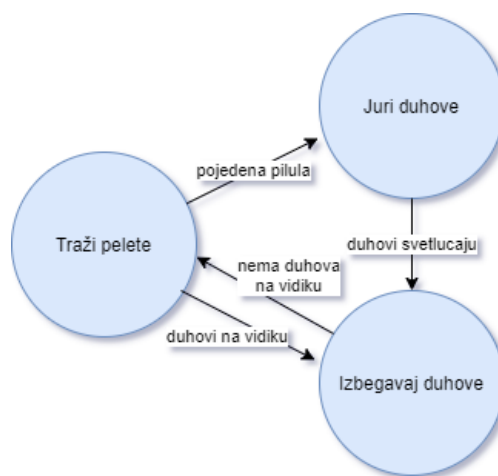 Juri duhove
pojedena pilula
Traži pelete
duhovi svetlucaju
nema duhova
na vidiku
duhovi na vidiku
Izbegavaj duhove